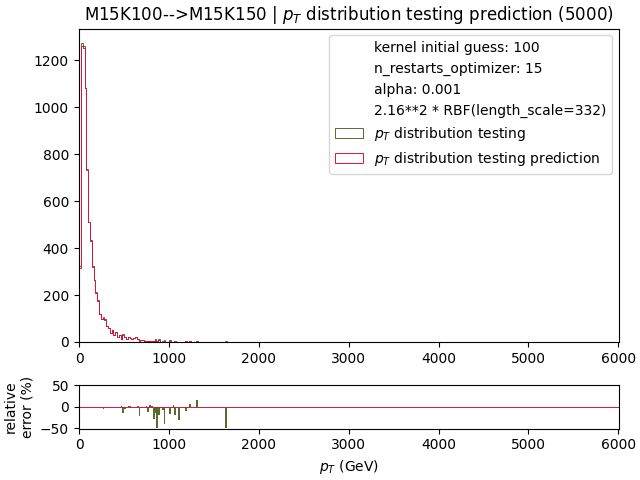 M15K100-->M15K150 | p_T distribution testing prediction (5000)
kernel initial guess: 100
n_restarts_optimizer: 15
alpha: 0.001
2.16**2 * RBF(length_scale=332)
p_T distribution testing
p_T distribution testing prediction
1200
1000
800
600
400
200
0
0 1000 2000 3000 4000 5000 6000
relative
error (%)
50
0
−50
0 1000 2000 3000 4000 5000 6000
p_T (GeV)